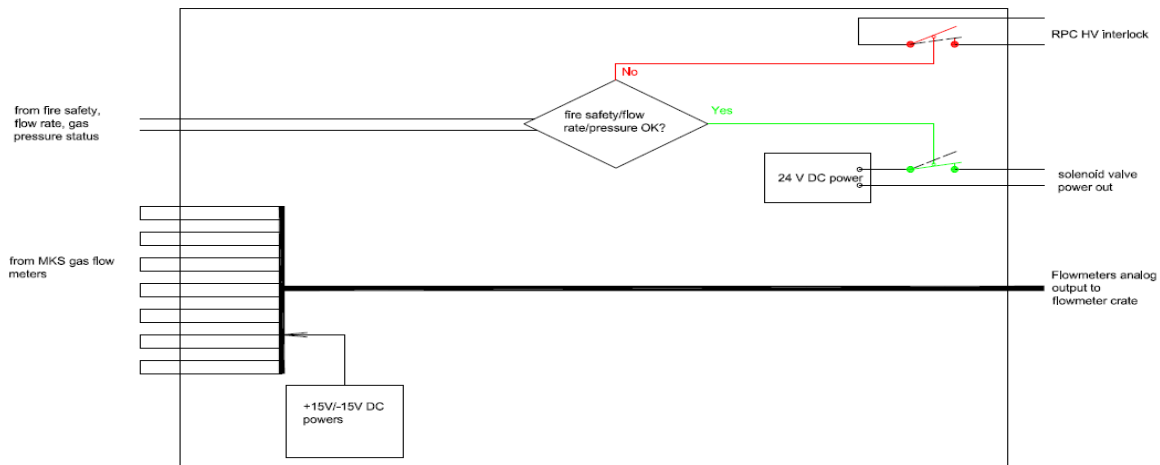 RPC HV interlock
No
from fire safety,
flow rate, gas
pressure status
fire safety/flow
rate/pressure OK?
Yes
24 V DC power
solenoid valve
power out
from MKS gas flow
meters
Flowmeters analog
output to
flowmeter crate
+15V/-15V DC
powers